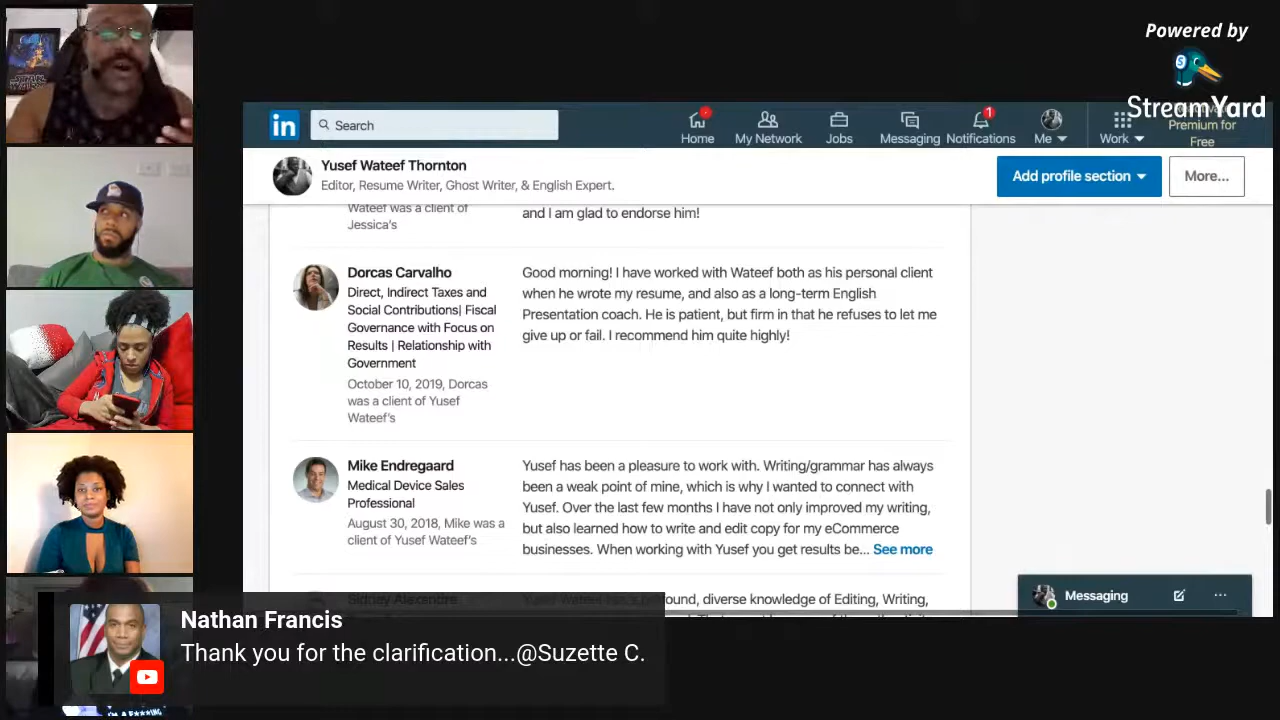 Powered by
StreamYard
STAR
WARS
in
Search
Home
My Network
Jobs
Messaging
1
Notifications
Me
Work
Premium for
Free
Yusef Wateef Thornton
Editor, Resume Writer, Ghost Writer, & English Expert.
Add profile section
More...
Wateef was a client of
Jessica's
and I am glad to endorse him!
Dorcas Carvalho
Direct, Indirect Taxes and
Social Contributions| Fiscal
Governance with Focus on
Results | Relationship with
Government
October 10, 2019, Dorcas
was a client of Yusef
Wateef's
Good morning! I have worked with Wateef both as his personal client
when he wrote my resume, and also as a long-term English
Presentation coach. He is patient, but firm in that he refuses to let me
give up or fail. I recommend him quite highly!
Mike Endregaard
Medical Device Sales
Professional
August 30, 2018, Mike was a
client of Yusef Wateef's
Yusef has been a pleasure to work with. Writing/grammar has always
been a weak point of mine, which is why I wanted to connect with
Yusef. Over the last few months I have not only improved my writing,
but also learned how to write and edit copy for my eCommerce
businesses. When working with Yusef you get results be... See more
Sidney Alexandre
ound, diverse knowledge of Editing, Writing,
Messaging
Nathan Francis
Thank you for the clarification...@Suzette C.